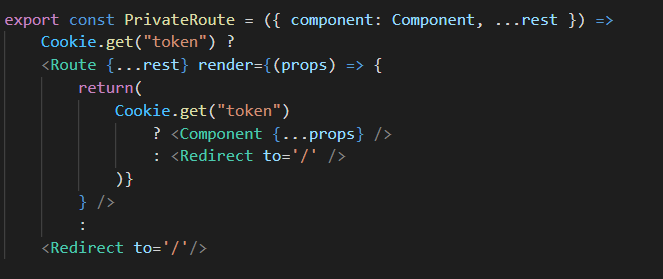 export const PrivateRoute = ({ component: Component, ...rest }) =>
    Cookie.get("token") ?
    <Route {...rest} render={(props) => {
        return(
            Cookie.get("token")
                ? <Component {...props} />
                : <Redirect to='/' />
            )}
        } />
        :
    <Redirect to='/'/>